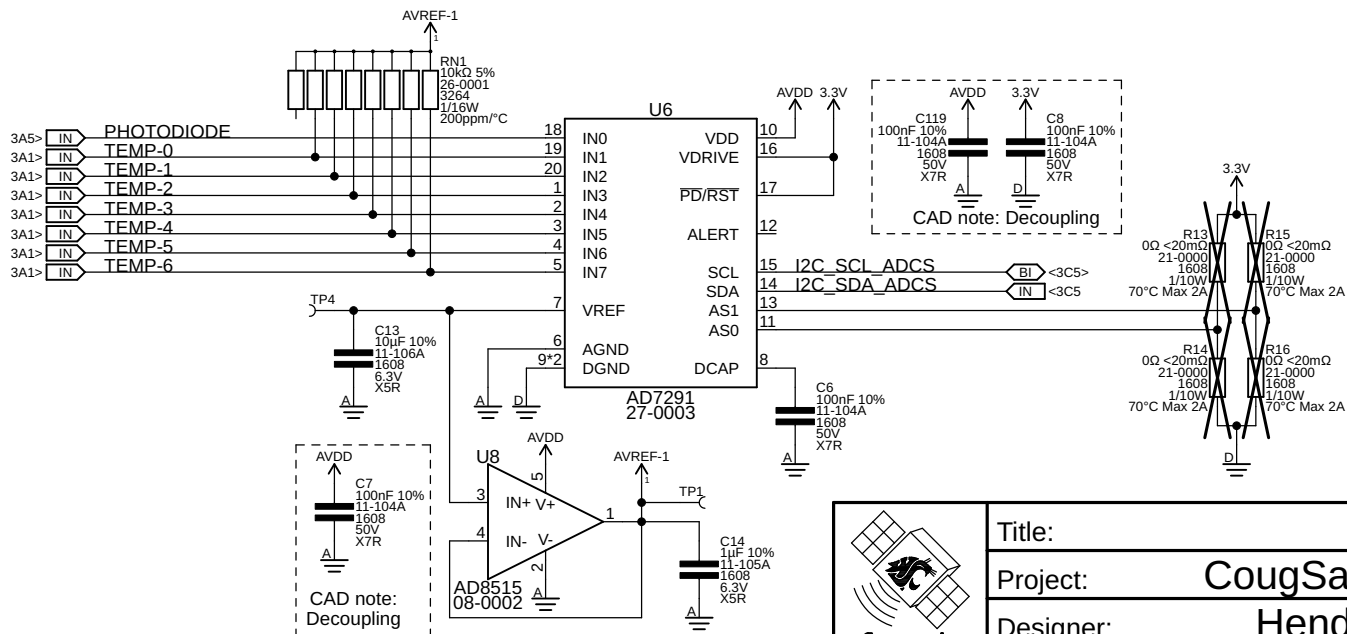 AVREF-1
1
RN1
10kΩ 5%
26-0001
3264
1/16W
200ppm/°C
3A5> IN PHOTODIODE
3A1> IN TEMP-0
3A1> IN TEMP-1
3A1> IN TEMP-2
3A1> IN TEMP-3
3A1> IN TEMP-4
3A1> IN TEMP-5
3A1> IN TEMP-6
U6
18 IN0
19 IN1
20 IN2
1 IN3
2 IN4
3 IN5
4 IN6
5 IN7
7 VREF
6 AGND
9*2 DGND
VDD 10
VDRIVE 16
PD/RST 17
ALERT 12
SCL 15 I2C_SCL_ADCS BI <3C5>
SDA 14 I2C_SDA_ADCS IN <3C5
AS1 13
AS0 11
DCAP 8
AD7291
27-0003
AVDD 3.3V
AVDD
C119
100nF 10%
11-104A
1608
50V
X7R
A
3.3V
C8
100nF 10%
11-104A
1608
50V
X7R
D
CAD note: Decoupling
3.3V
R13
0Ω <20mΩ
21-0000
1608
1/10W
70°C Max 2A
R15
0Ω <20mΩ
21-0000
1608
1/10W
70°C Max 2A
R14
0Ω <20mΩ
21-0000
1608
1/10W
70°C Max 2A
R16
0Ω <20mΩ
21-0000
1608
1/10W
70°C Max 2A
D
TP4
C13
10µF 10%
11-106A
1608
6.3V
X5R
A
A
D
C6
100nF 10%
11-104A
1608
50V
X7R
A
AVDD
C7
100nF 10%
11-104A
1608
50V
X7R
A
CAD note:
Decoupling
U8
AVDD
5
3 IN+ V+
4 IN- V-
1
2
A
AD8515
08-0002
AVREF-1
1
TP1
C14
1µF 10%
11-105A
1608
6.3V
X5R
A
Title:
Project: CougSa
Designer: Hend